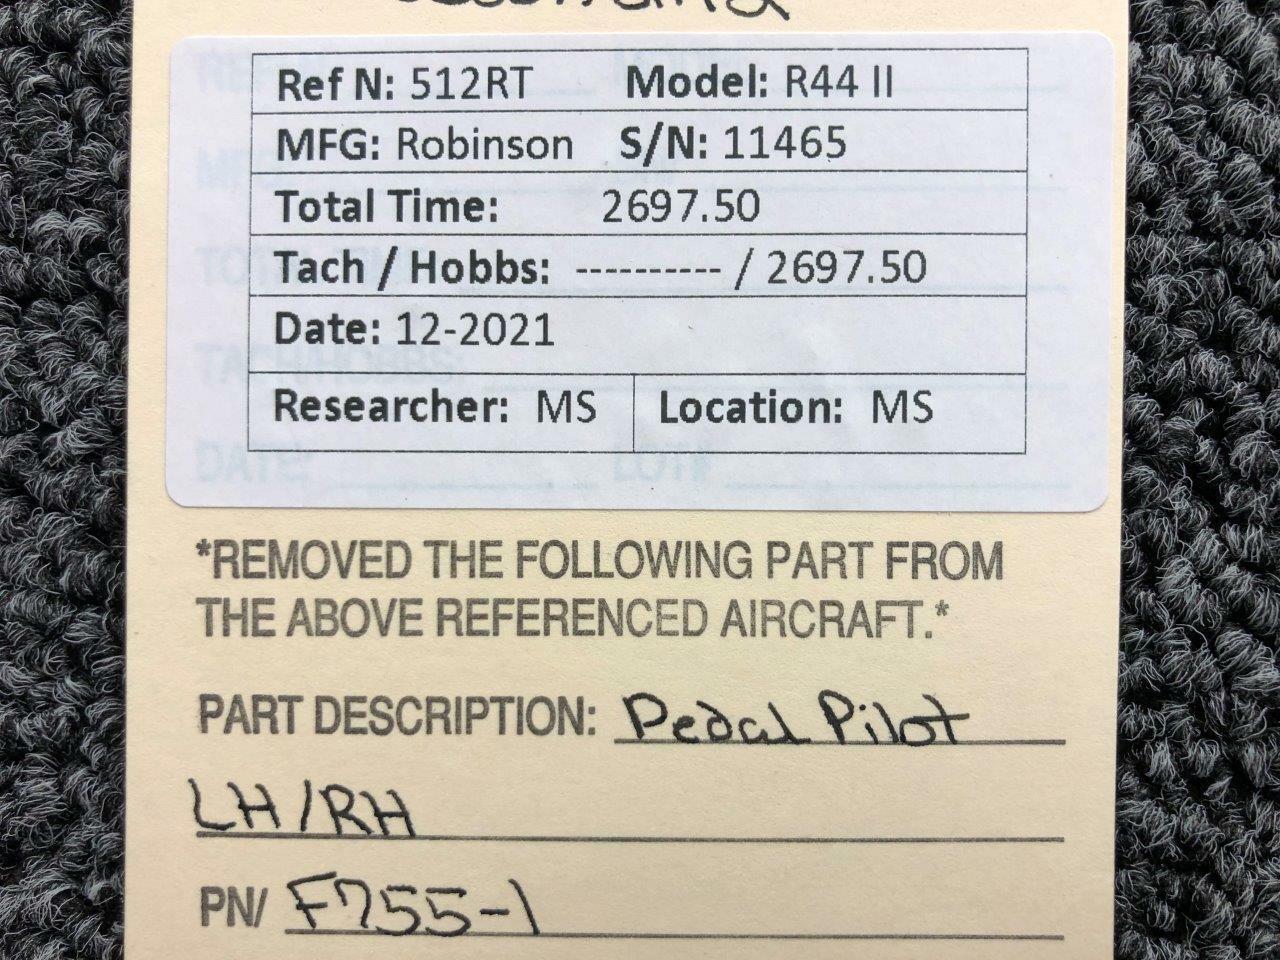 Ref N: 512RT Model: R44 II
MFG: Robinson S/N: 11465
Total Time: 2697.50
Tach / Hobbs: ---------- / 2697.50
Date: 12-2021
Researcher: MS Location: MS
*REMOVED THE FOLLOWING PART FROM
THE ABOVE REFERENCED AIRCRAFT.*
PART DESCRIPTION: Pedal Pilot
LH/RH
PN/ F755-1